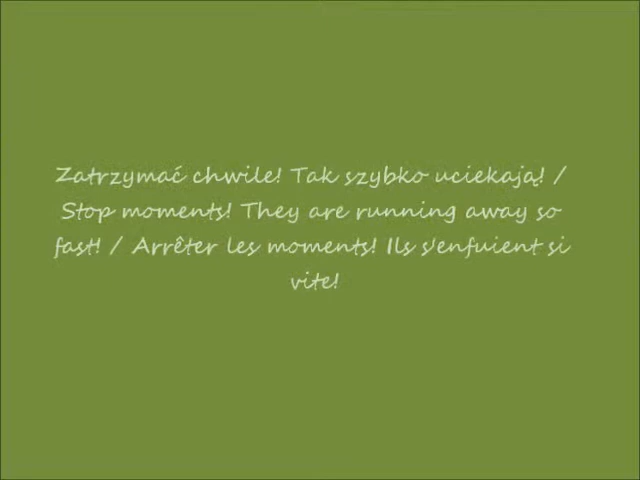 Zatrzymać chwile! Tak szybko uciekają! /
Stop moments! They are running away so
fast! / Arrêter les moments! Ils s'enfuient si
vite!